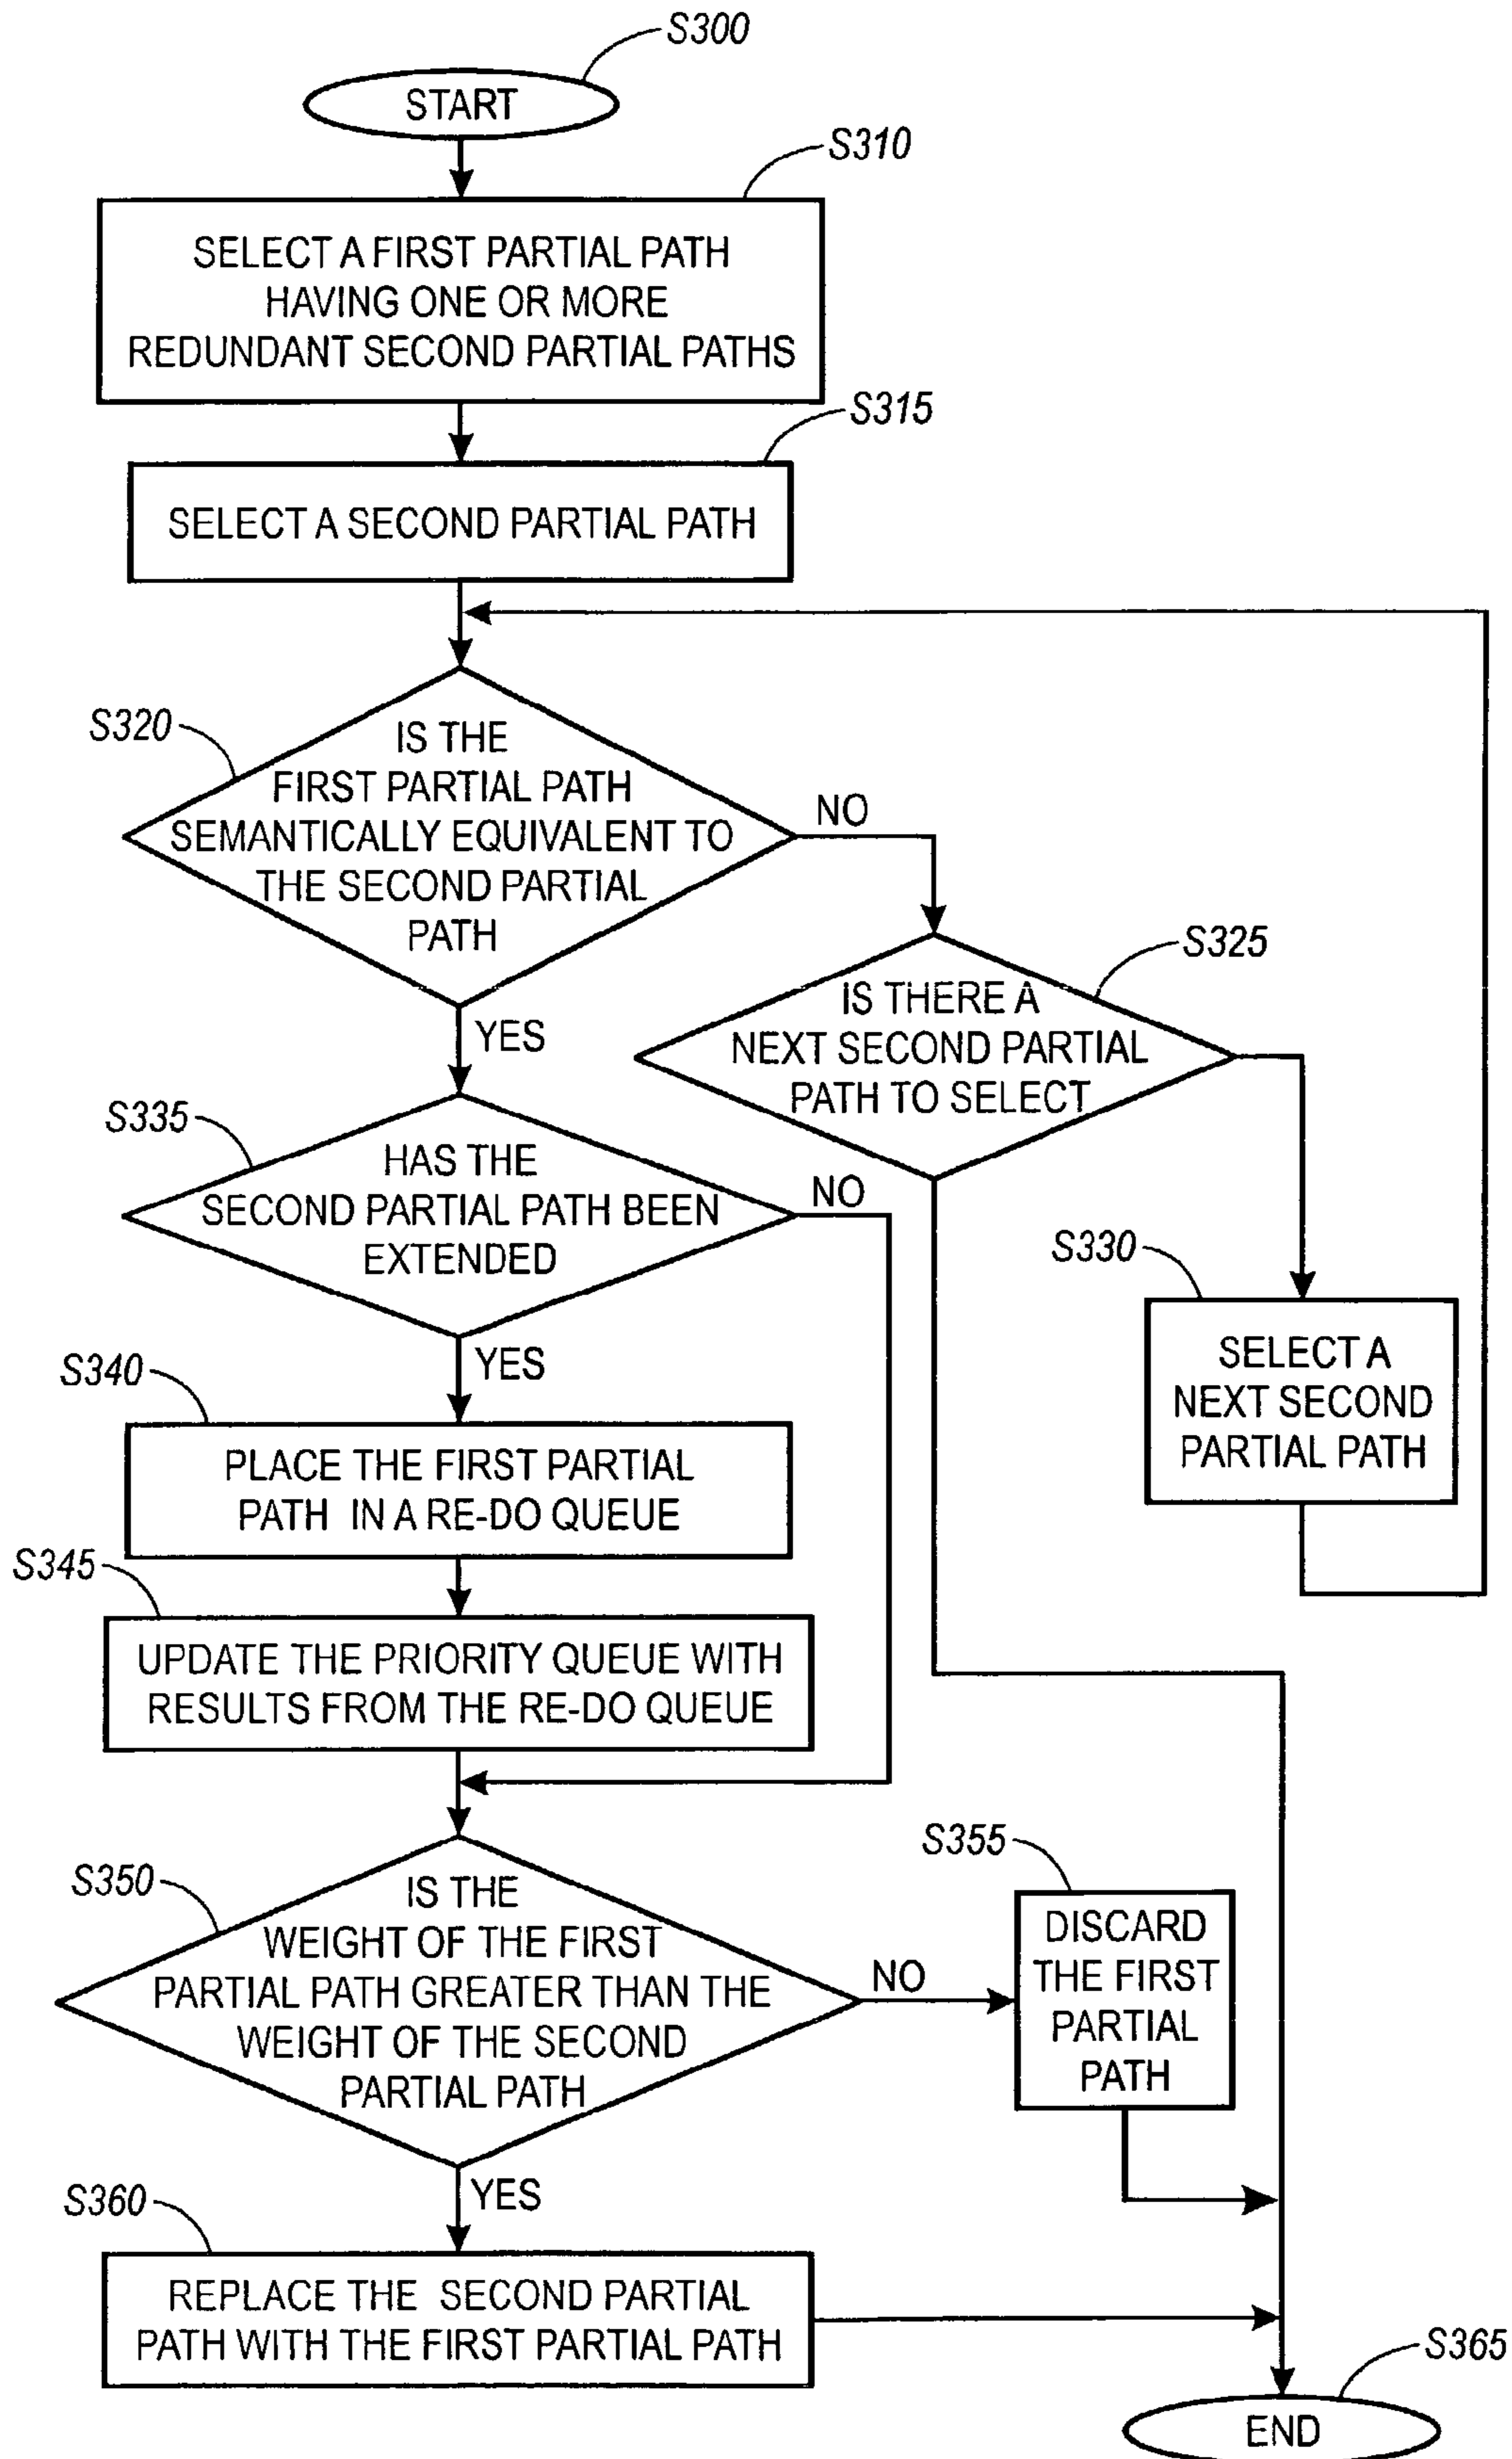 S300
START
S310
SELECT A FIRST PARTIAL PATH
HAVING ONE OR MORE
REDUNDANT SECOND PARTIAL PATHS
S315
SELECT A SECOND PARTIAL PATH
S320
IS THE
FIRST PARTIAL PATH
SEMANTICALLY EQUIVALENT TO
THE SECOND PARTIAL
PATH
NO
YES
S325
IS THERE A
NEXT SECOND PARTIAL
PATH TO SELECT
S330
SELECT A
NEXT SECOND
PARTIAL PATH
S335
HAS THE
SECOND PARTIAL PATH BEEN
EXTENDED
NO
YES
S340
PLACE THE FIRST PARTIAL
PATH IN A RE-DO QUEUE
S345
UPDATE THE PRIORITY QUEUE WITH
RESULTS FROM THE RE-DO QUEUE
S350
IS THE
WEIGHT OF THE FIRST
PARTIAL PATH GREATER THAN THE
WEIGHT OF THE SECOND
PARTIAL PATH
NO
YES
S355
DISCARD
THE FIRST
PARTIAL
PATH
S360
REPLACE THE SECOND PARTIAL
PATH WITH THE FIRST PARTIAL PATH
S365
END